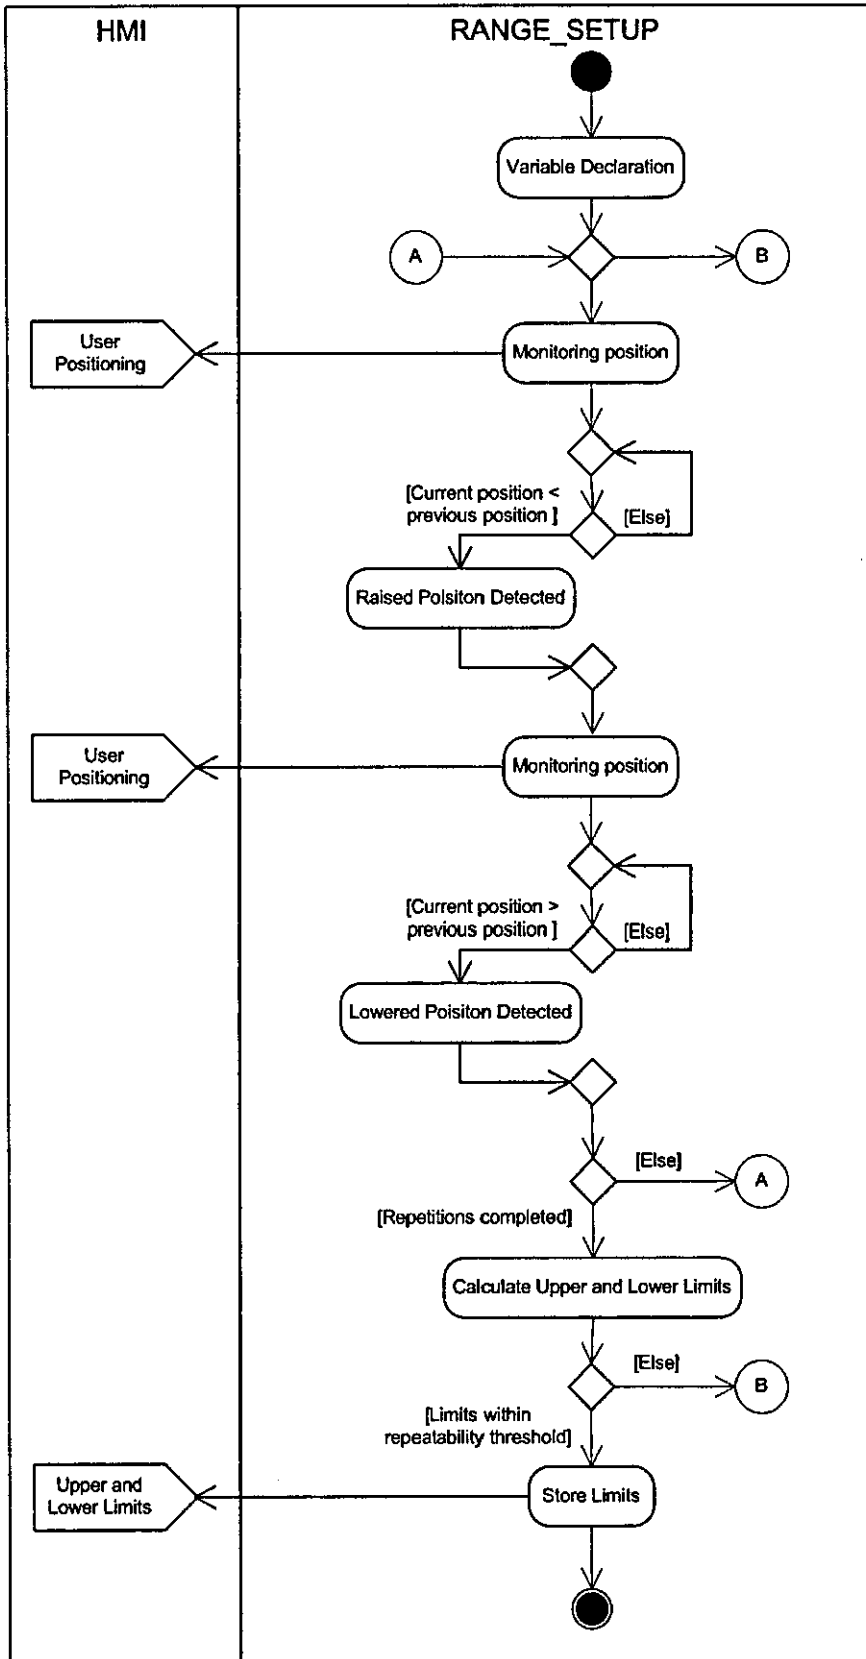 HMI
RANGE_SETUP
Variable Declaration
A
B
User
Positioning
Monitoring position
[Current position <
previous position ]
[Else]
Raised Polsiton Detected
User
Positioning
Monitoring position
[Current position >
previous position ]
[Else]
Lowered Poisiton Detected
[Else]
A
[Repetitions completed]
Calculate Upper and Lower Limits
[Else]
B
[Limits within
repeatability threshold]
Upper and
Lower Limits
Store Limits